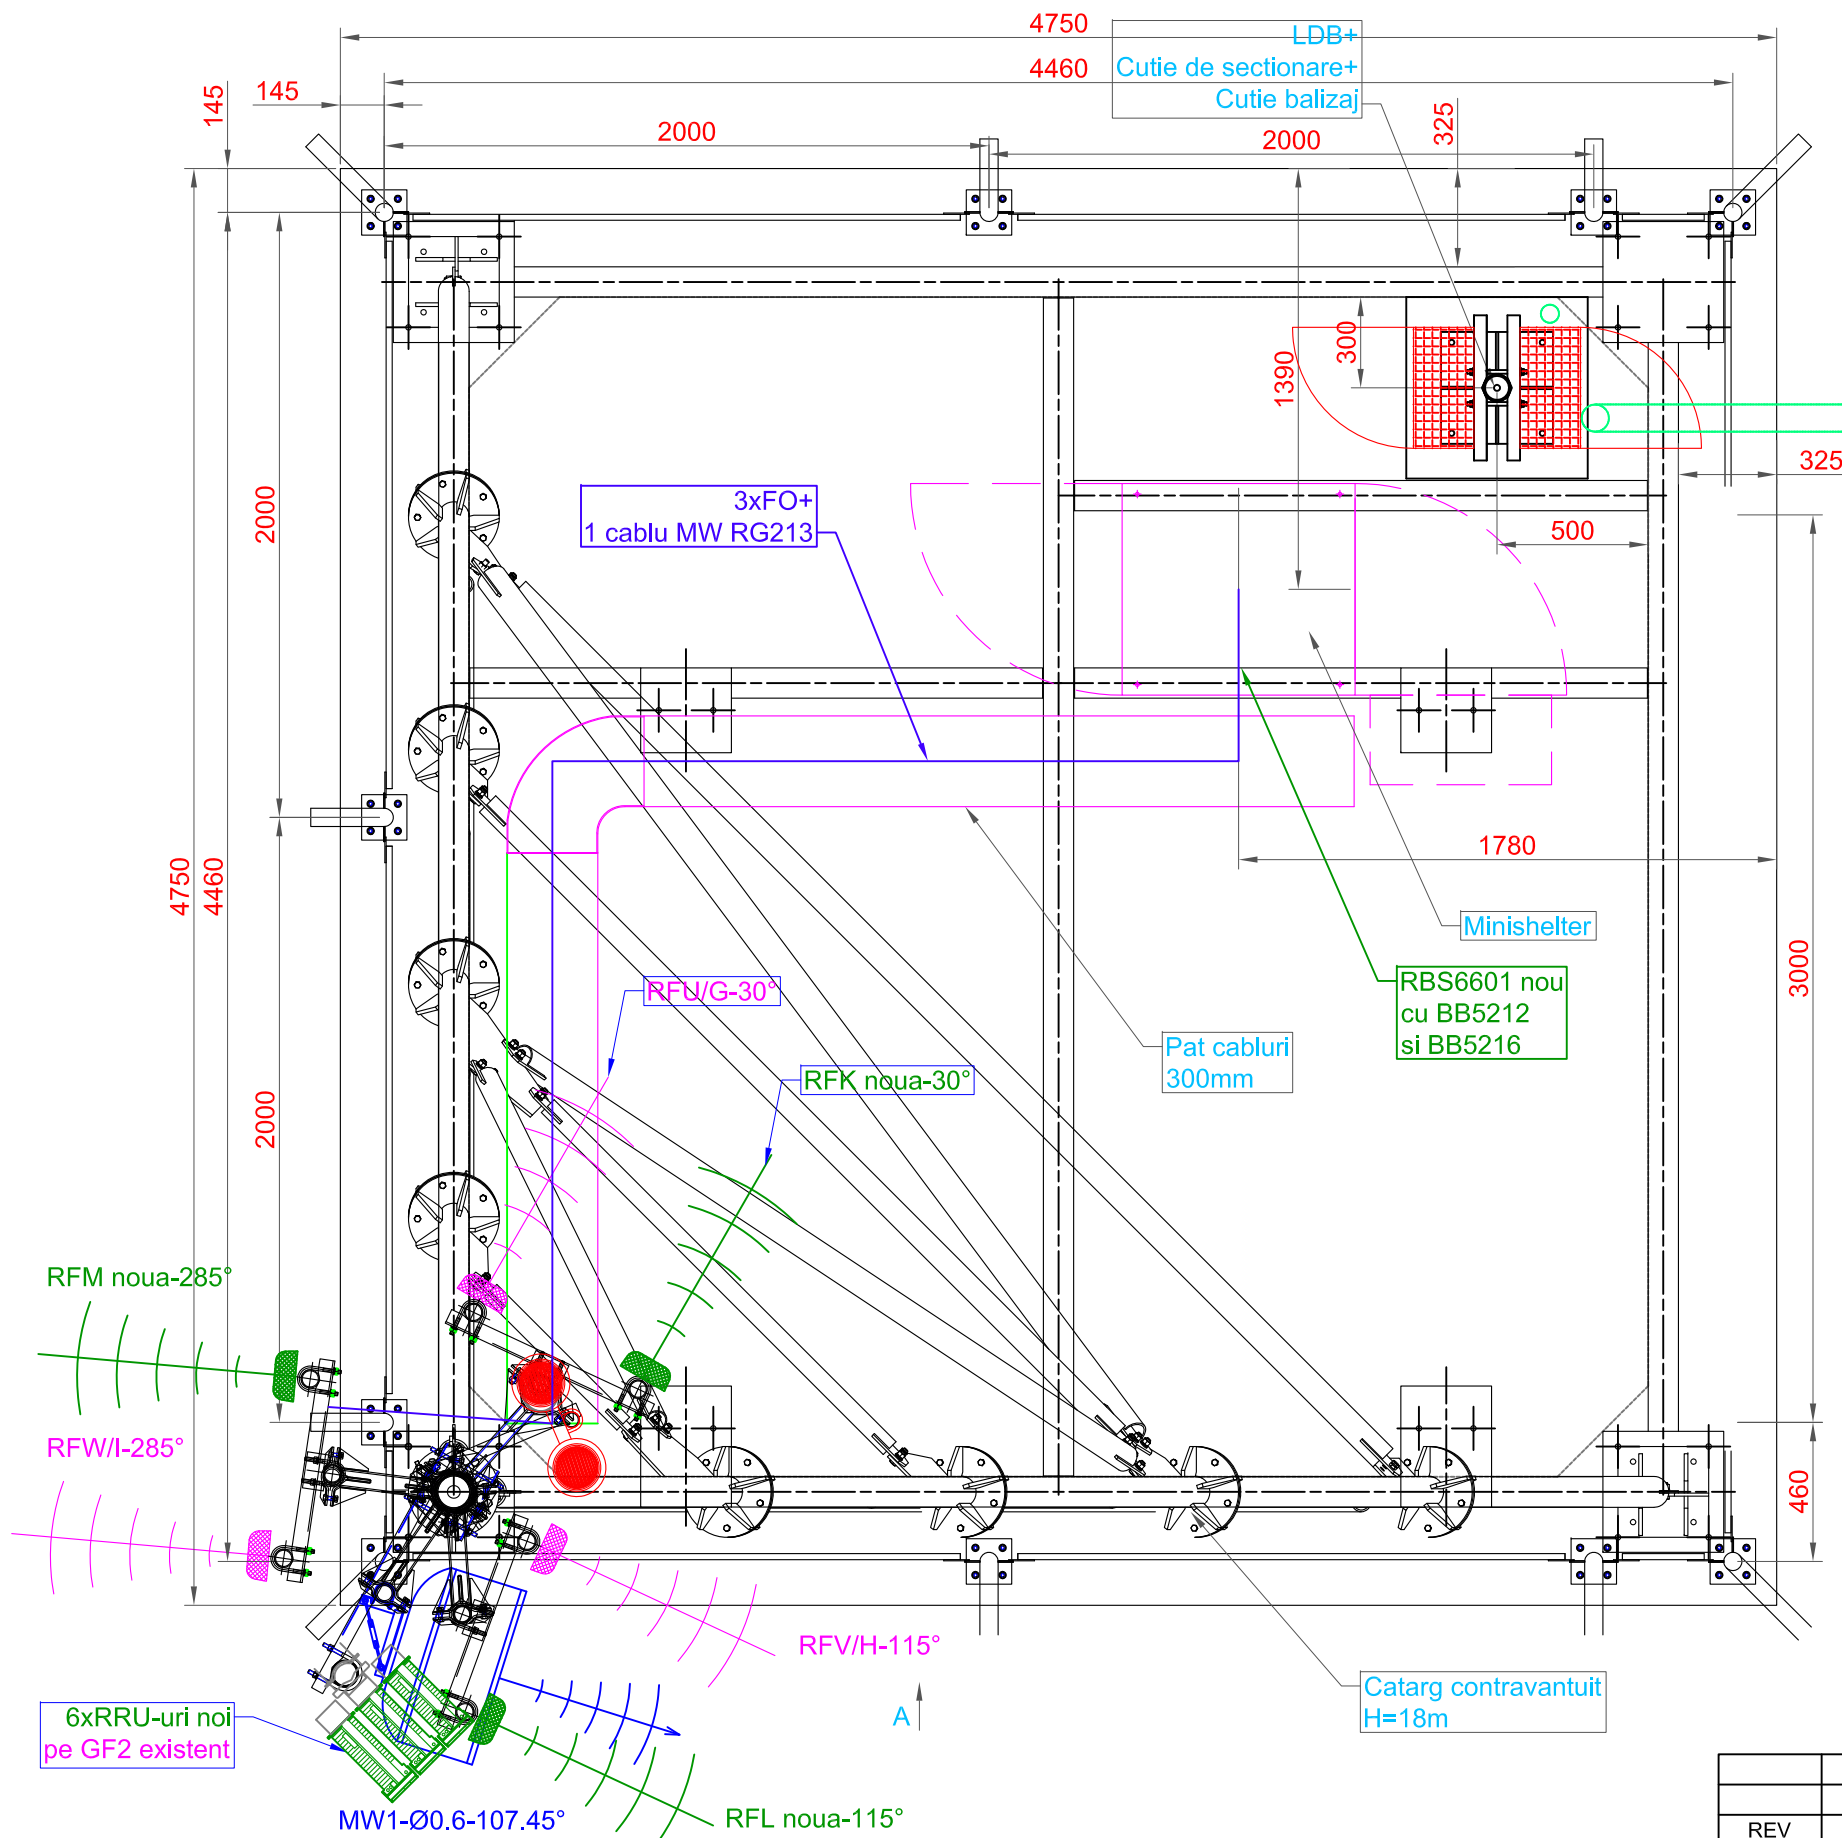 4750
LDB+
4460
Cutie de sectionare+
145
145
Cutie balizaj
325
2000
2000
300
1390
325
3xFO+
1 cablu MW RG213
2000
500
1780
4750
4460
Minishelter
3000
RBS6601 nou
cu BB5212
si BB5216
RFU/G-30°
Pat cabluri
300mm
RFK noua-30°
2000
RFM noua-285°
RFW/I-285°
460
RFV/H-115°
Catarg contravantuit
H=18m
A
6xRRU-uri noi
pe GF2 existent
MW1-Ø0.6-107.45°
RFL noua-115°
REV